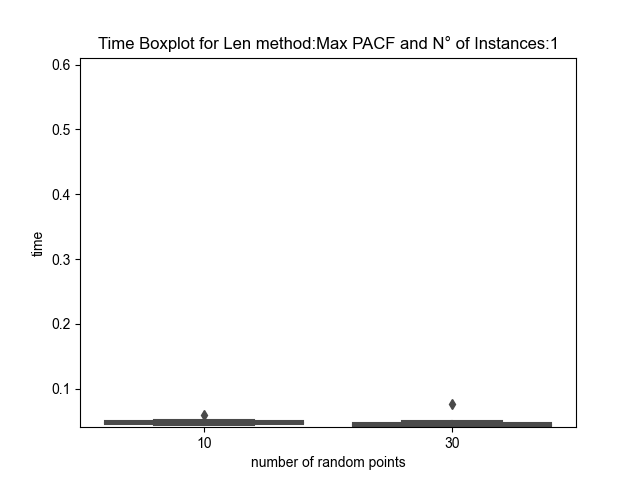 Time Boxplot for Len method:Max PACF and N° of Instances:1
0.6
0.5
0.4
0.3
0.2
0.1
time
10
30
number of random points